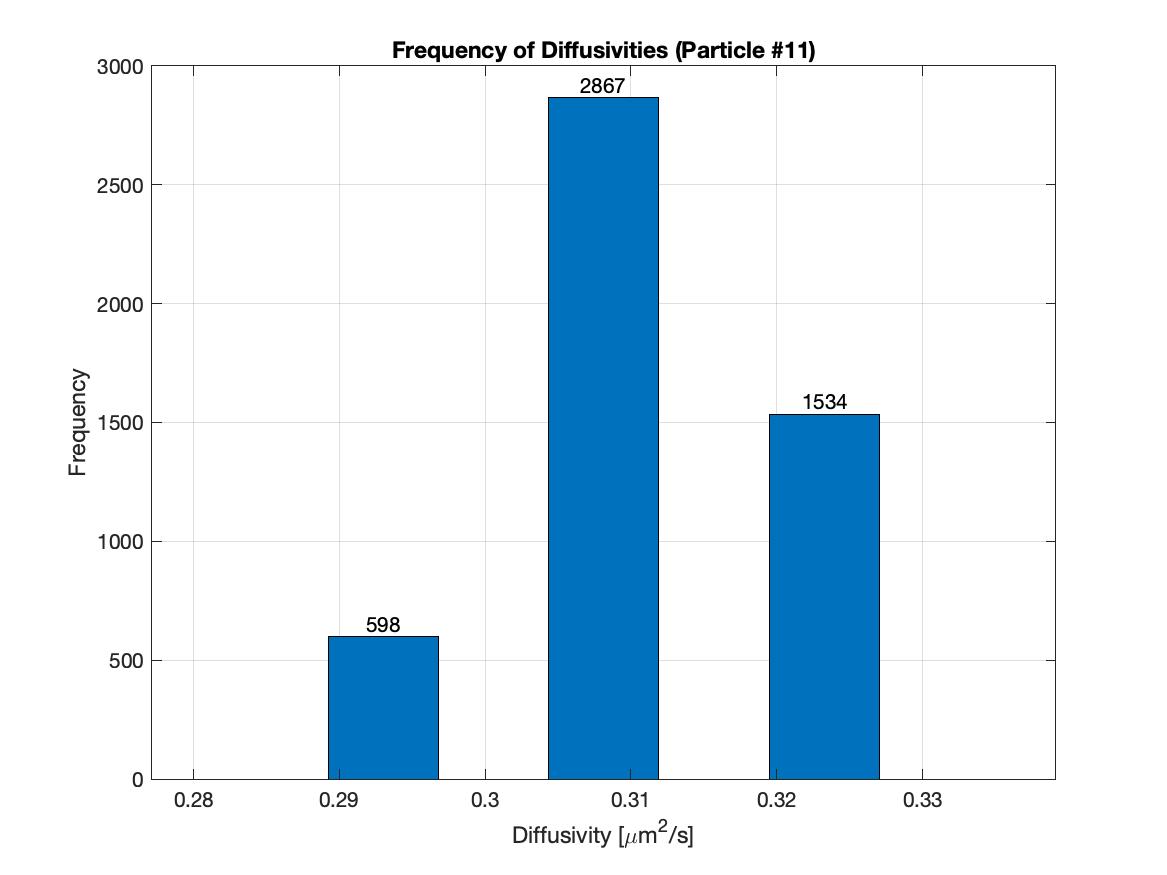 Frequency of Diffusivities (Particle #11)
3000
2867
2500
2000
1534
1500
1000
598
500
0
Frequency
0.28 0.29 0.3 0.31 0.32 0.33
Diffusivity [μm²/s]